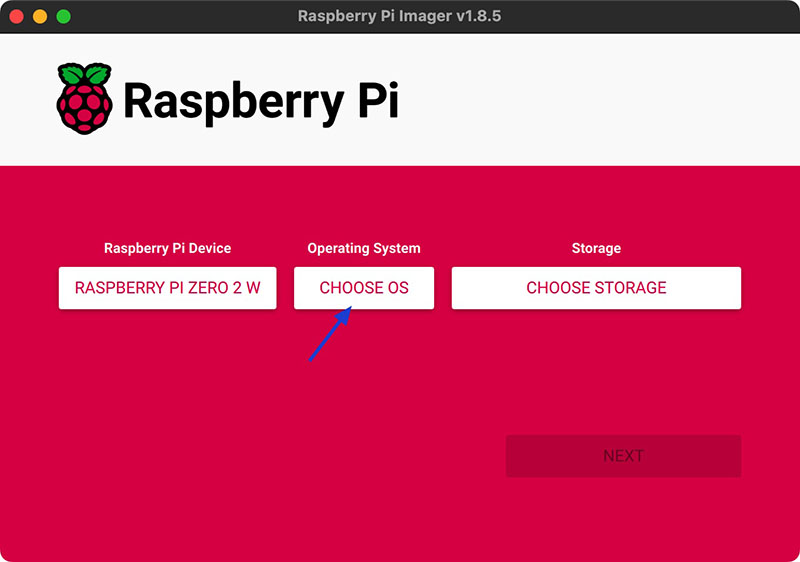 Raspberry Pi Imager v1.8.5
Raspberry Pi
Raspberry Pi Device
Operating System
Storage
RASPBERRY PI ZERO 2 W
CHOOSE OS
CHOOSE STORAGE
NEXT